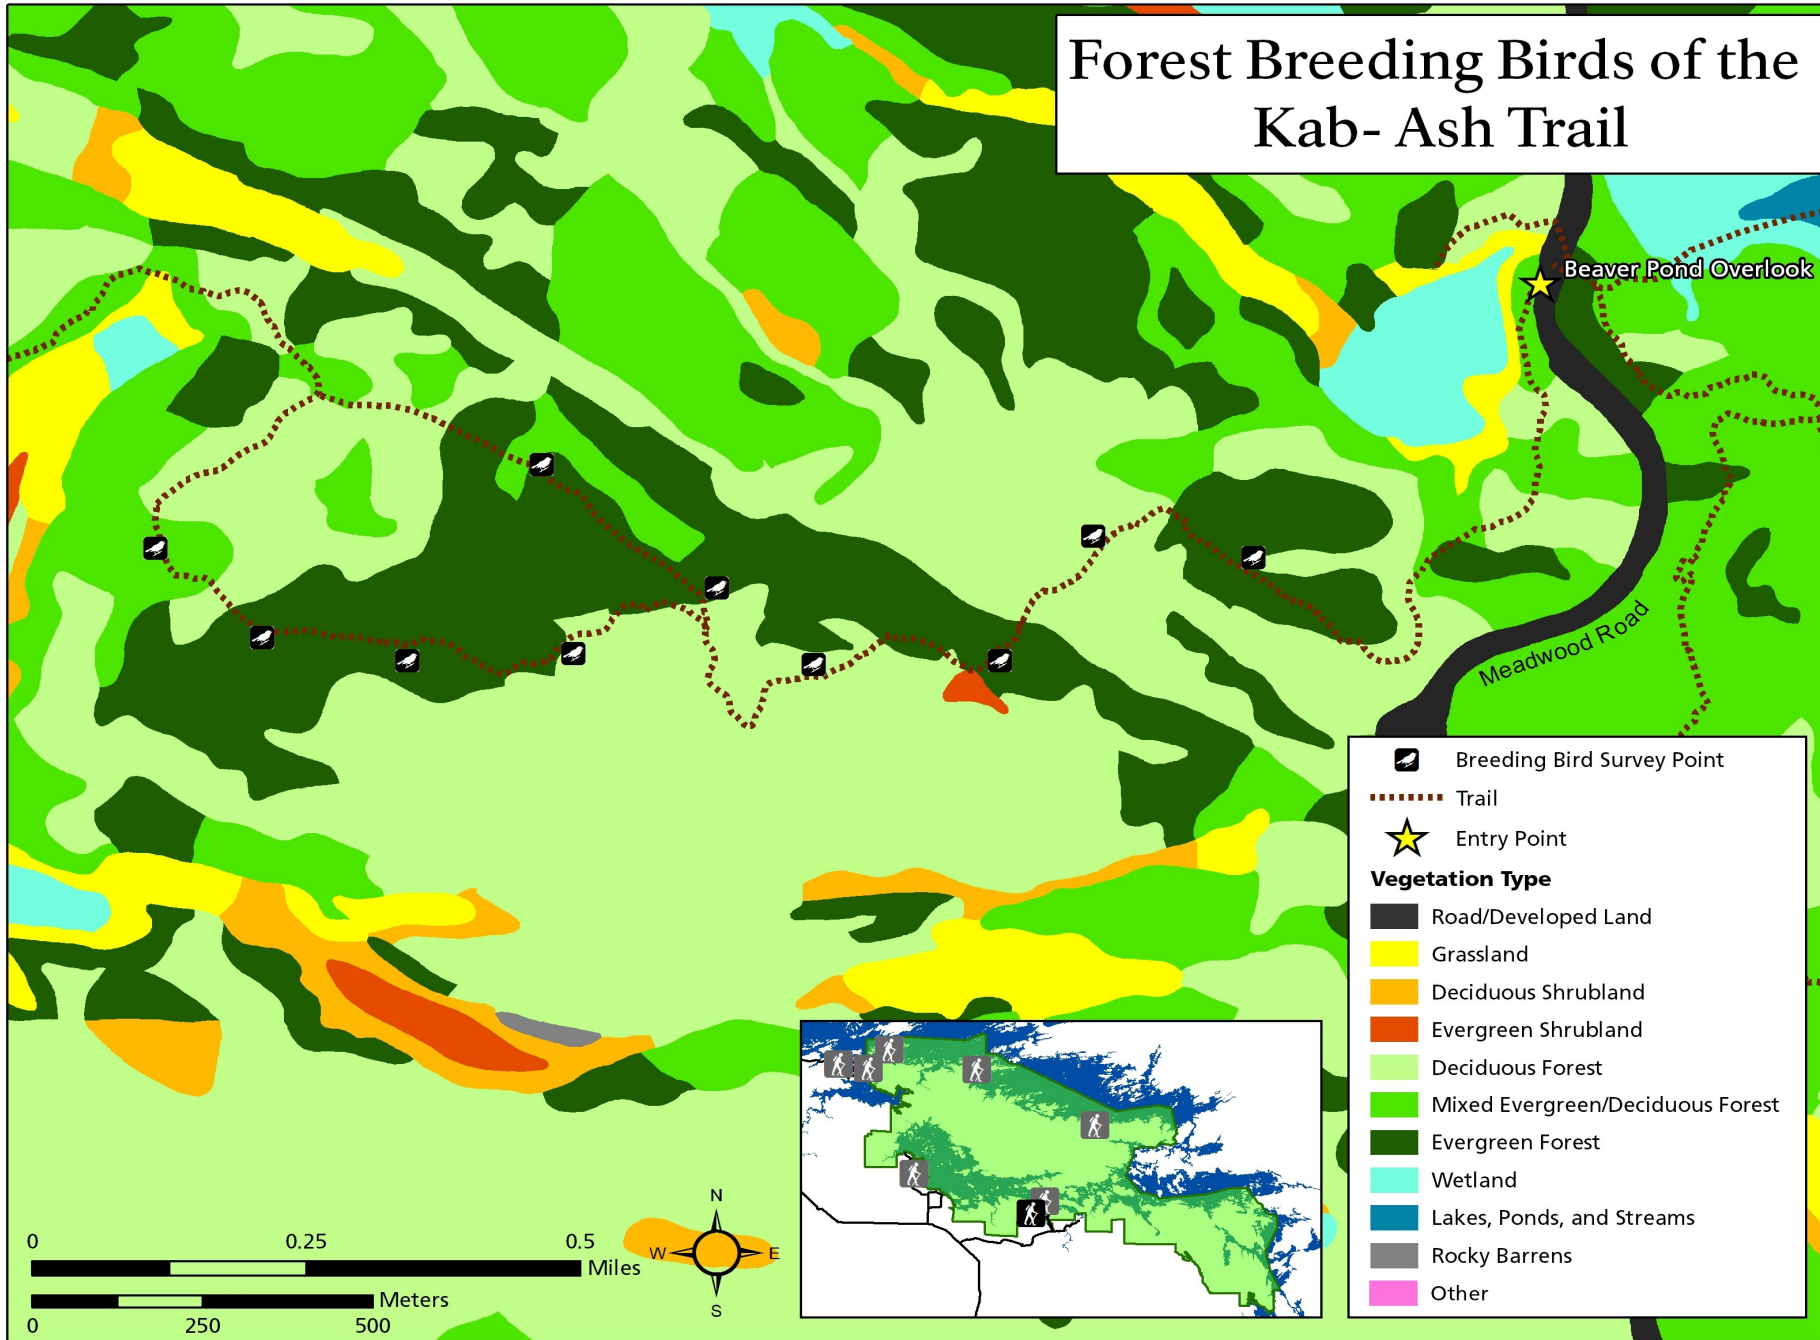 Forest Breeding Birds of the
Kab- Ash Trail
Beaver Pond Overlook
Meadwood Road
Breeding Bird Survey Point
Trail
Entry Point
Vegetation Type
Road/Developed Land
Grassland
Deciduous Shrubland
Evergreen Shrubland
Deciduous Forest
Mixed Evergreen/Deciduous Forest
Evergreen Forest
Wetland
Lakes, Ponds, and Streams
Rocky Barrens
Other
N
W E
S
0 0.25 0.5
Miles
Meters
0 250 500